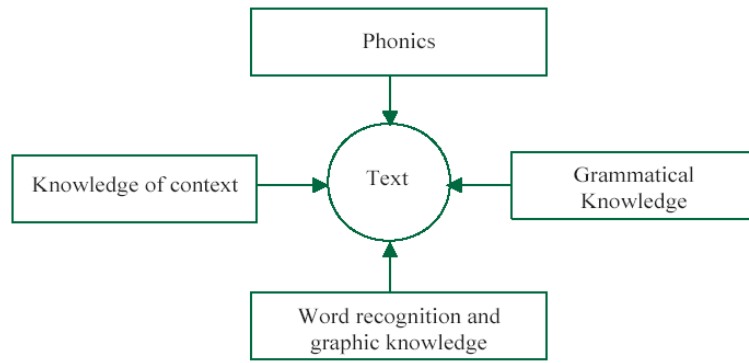 Phonics
Knowledge of context
Text
Grammatical
Knowledge
Word recognition and
graphic knowledge